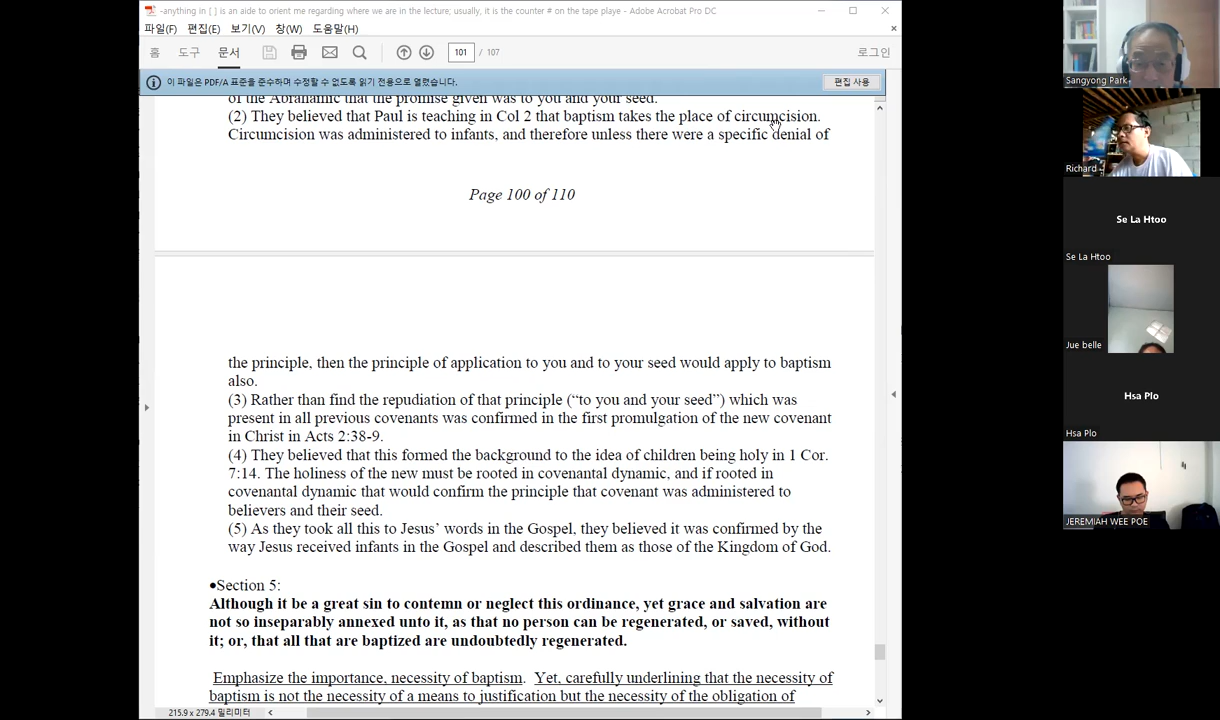 -anything in [ ] is an aide to orient me regarding where we are in the lecture; usually, it is the counter # on the tape playe - Adobe Acrobat Pro DC
파일(F) 편집(E) 보기(V) 창(W) 도움말(H)
홈 도구 문서 101 / 107 로그인
이 파일은 PDF/A 표준을 준수하며 수정할 수 없도록 읽기 전용으로 열렸습니다. 편집 사용
of the Abrahamic that the promise given was to you and your seed.
(2) They believed that Paul is teaching in Col 2 that baptism takes the place of circumcision.
Circumcision was administered to infants, and therefore unless there were a specific denial of
Page 100 of 110
the principle, then the principle of application to you and to your seed would apply to baptism
also.
(3) Rather than find the repudiation of that principle (“to you and your seed”) which was
present in all previous covenants was confirmed in the first promulgation of the new covenant
in Christ in Acts 2:38-9.
(4) They believed that this formed the background to the idea of children being holy in 1 Cor.
7:14. The holiness of the new must be rooted in covenantal dynamic, and if rooted in
covenantal dynamic that would confirm the principle that covenant was administered to
believers and their seed.
(5) As they took all this to Jesus’ words in the Gospel, they believed it was confirmed by the
way Jesus received infants in the Gospel and described them as those of the Kingdom of God.
•Section 5:
Although it be a great sin to contemn or neglect this ordinance, yet grace and salvation are
not so inseparably annexed unto it, as that no person can be regenerated, or saved, without
it; or, that all that are baptized are undoubtedly regenerated.
Emphasize the importance, necessity of baptism. Yet, carefully underlining that the necessity of
baptism is not the necessity of a means to justification but the necessity of the obligation of
215.9 x 279.4 밀리미터
Sangyong Park
Richard
Se La Htoo
Se La Htoo
Jue belle
Hsa Plo
Hsa Plo
JEREMIAH WEE POE